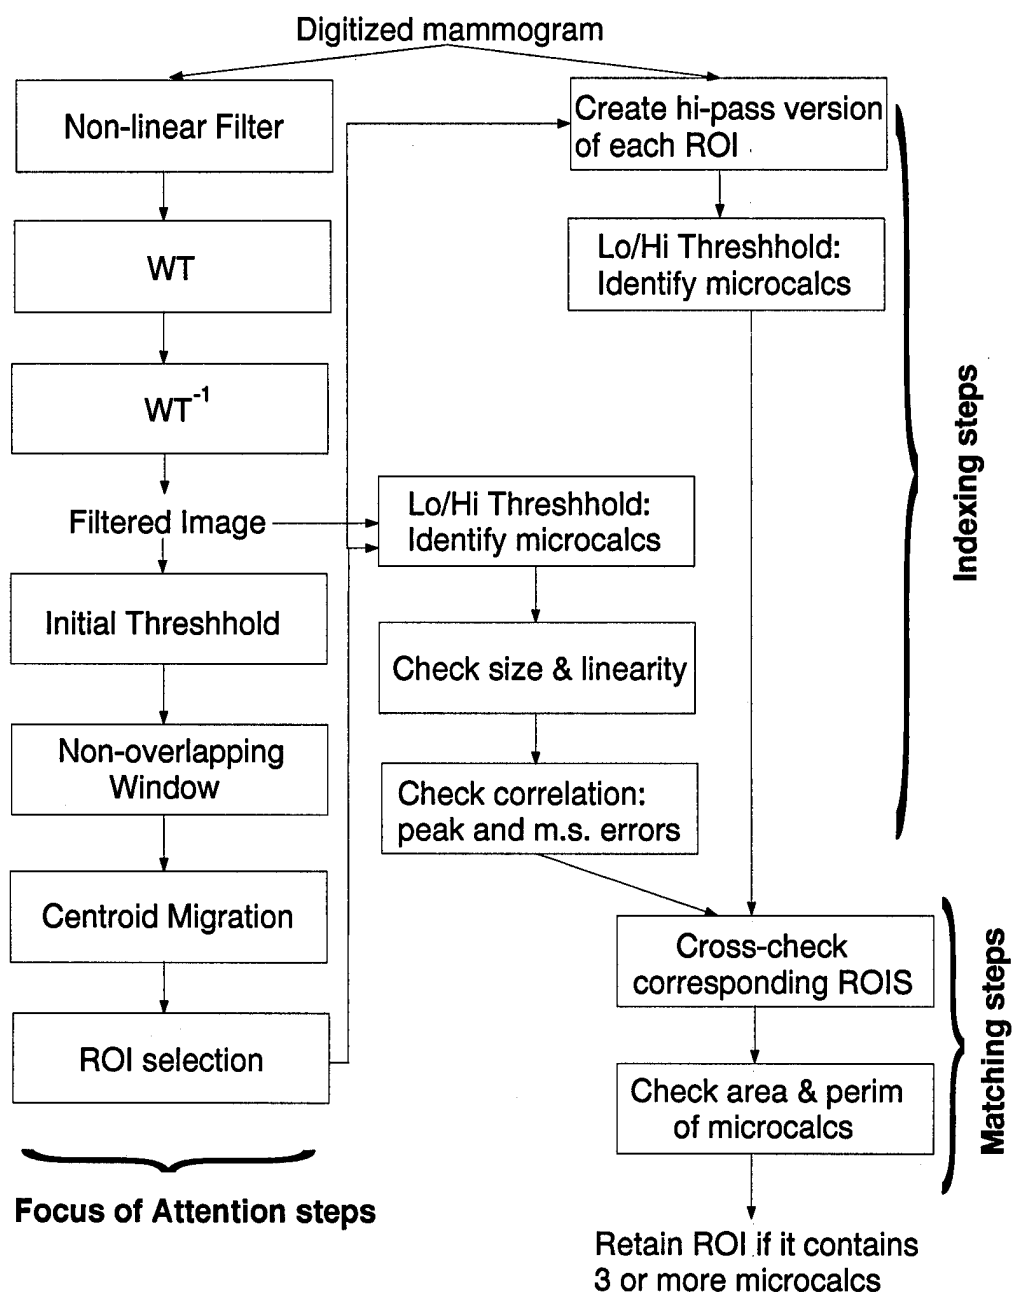 Digitized mammogram
Non-linear Filter
WT
WT⁻¹
Filtered Image
Initial Threshhold
Non-overlapping
Window
Centroid Migration
ROI selection
Focus of Attention steps
Lo/Hi Threshhold:
Identify microcalcs
Check size & linearity
Check correlation:
peak and m.s. errors
Create hi-pass version
of each ROI
Lo/Hi Threshhold:
Identify microcalcs
Indexing steps
Cross-check
corresponding ROIS
Check area & perim
of microcalcs
Matching steps
Retain ROI if it contains
3 or more microcalcs